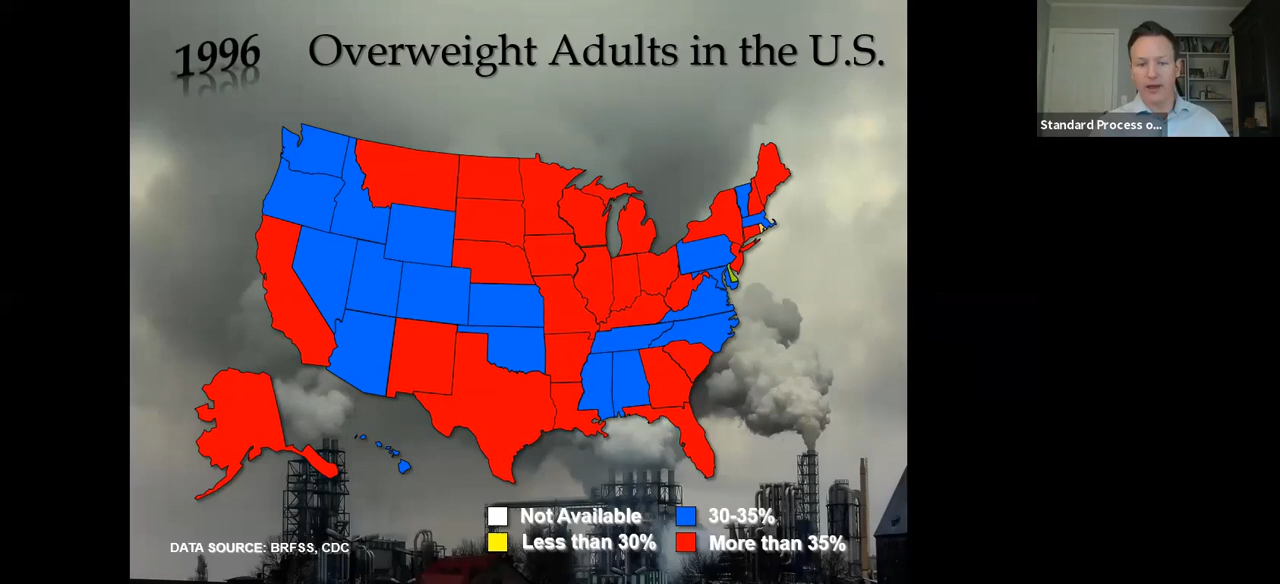 1996 Overweight Adults in the U.S.
Standard Process o...
Not Available
30-35%
Less than 30%
More than 35%
DATA SOURCE: BRFSS, CDC